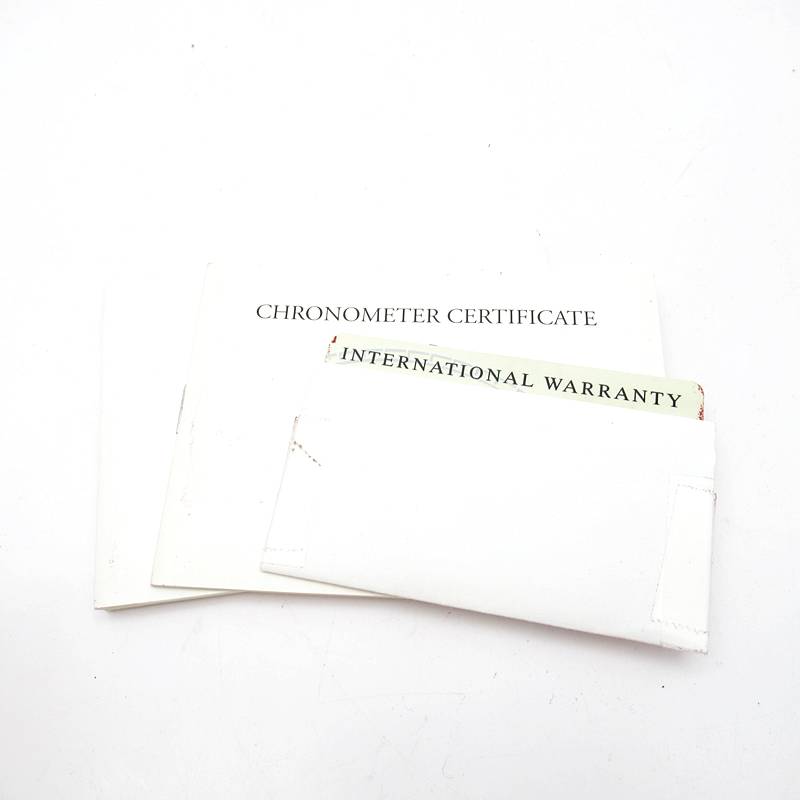 CHRONOMETER CERTIFICATE
INTERNATIONAL WARRANTY